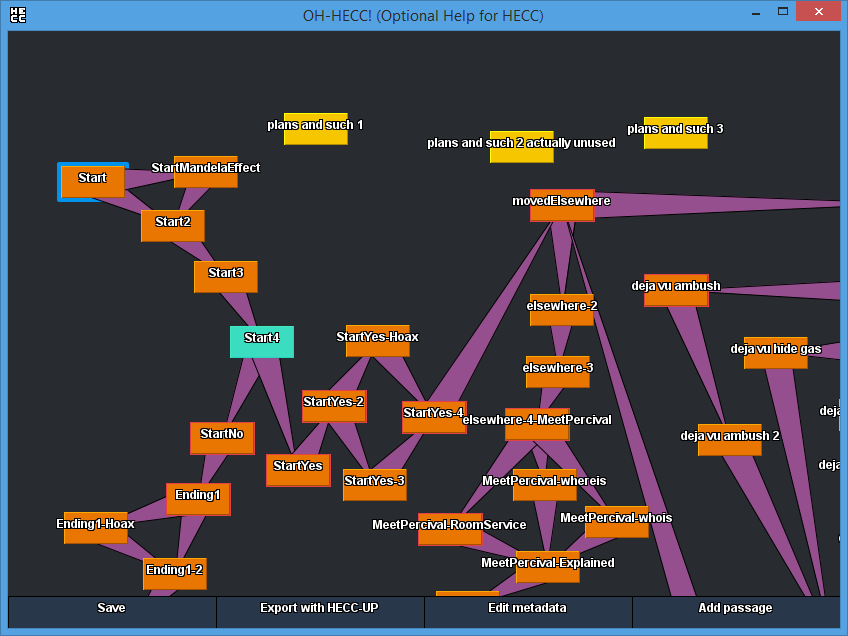 HE
CC
OH-HECC! (Optional Help for HECC)
plans and such 1
plans and such 2 actually unused
plans and such 3
Start
StartMandelaEffect
Start2
Start3
Start4
movedElsewhere
elsewhere-2
elsewhere-3
elsewhere-4-MeetPercival
deja vu ambush
deja vu hide gas
deja vu ambush 2
StartYes-Hoax
StartYes-2
StartYes-4
StartNo
StartYes
StartYes-3
Ending1
Ending1-Hoax
Ending1-2
MeetPercival-whereis
MeetPercival-RoomService
MeetPercival-whois
MeetPercival-Explained
deja
deja
Save
Export with HECC-UP
Edit metadata
Add passage